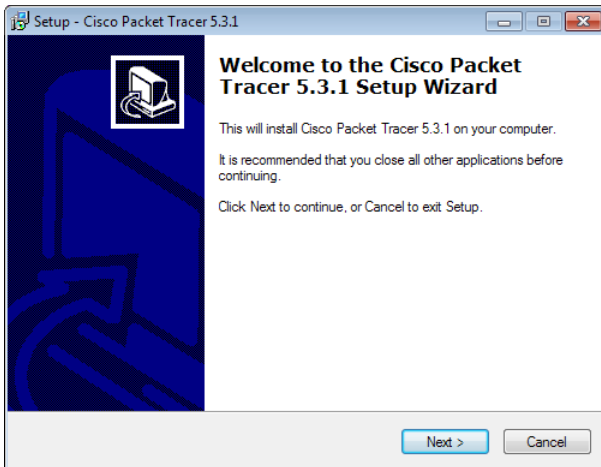 Setup - Cisco Packet Tracer 5.3.1
Welcome to the Cisco Packet
Tracer 5.3.1 Setup Wizard
This will install Cisco Packet Tracer 5.3.1 on your computer.
It is recommended that you close all other applications before
continuing.
Click Next to continue, or Cancel to exit Setup.
Next >
Cancel